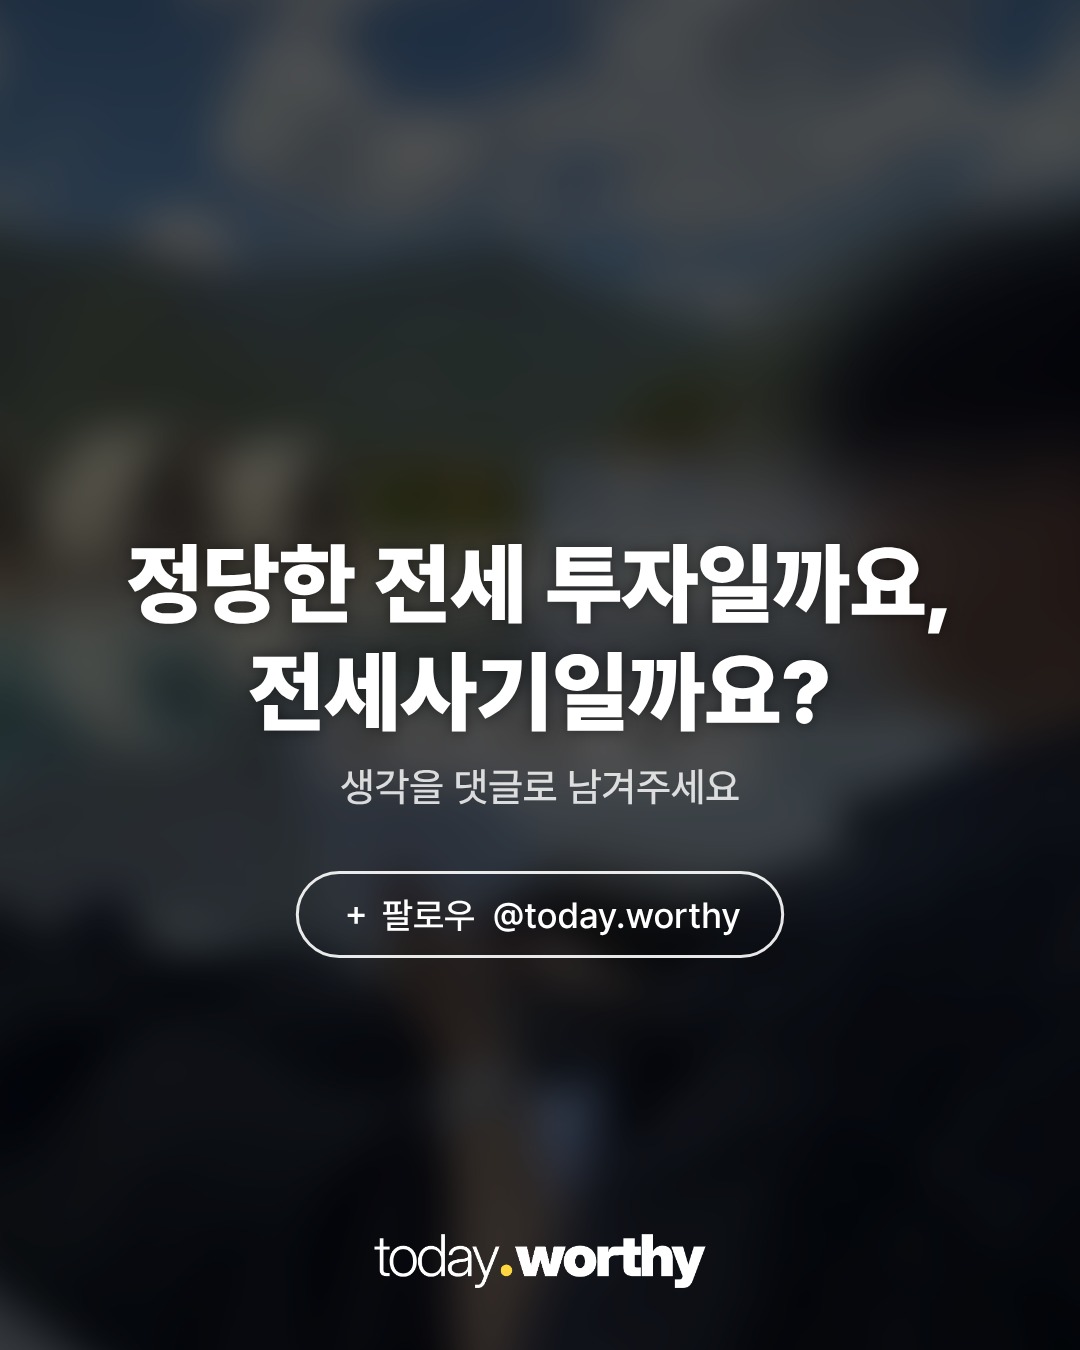 정당한 전세 투자일까요,
전세사기일까요?
생각을 댓글로 남겨주세요
+ 팔로우 @today.worthy
today.worthy